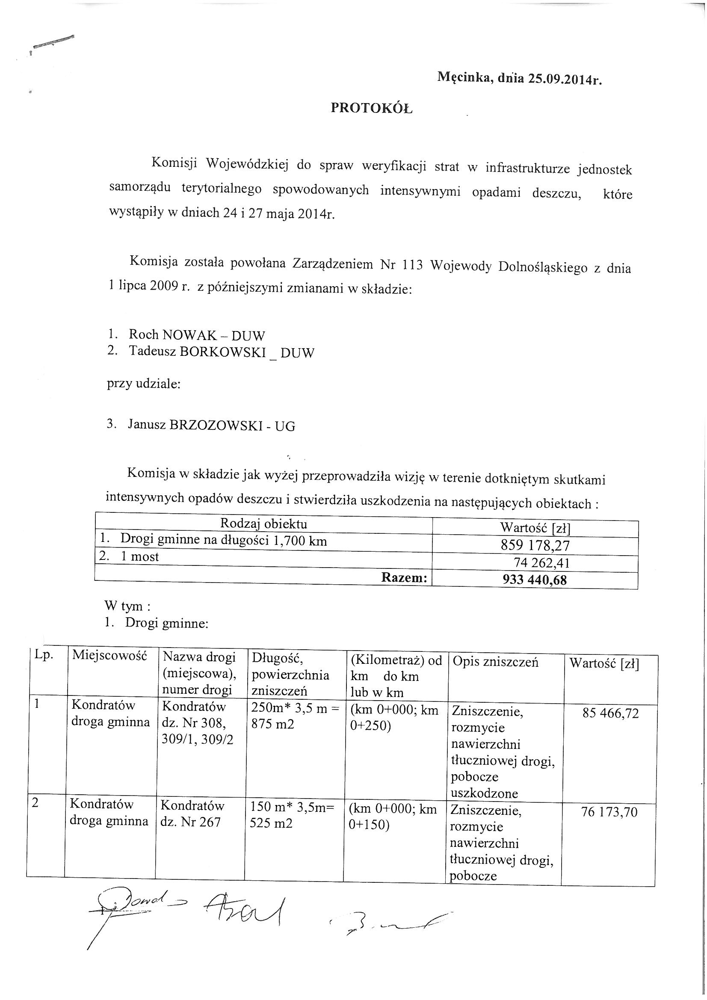 Męcinka, dnia 25.09.2014r.
PROTOKÓŁ
Komisji Wojewódzkiej do spraw weryfikacji strat w infrastrukturze jednostek
samorządu terytorialnego spowodowanych intensywnymi opadami deszczu, które
wystąpiły w dniach 24 i 27 maja 2014r.
Komisja została powołana Zarządzeniem Nr 113 Wojewody Dolnośląskiego z dnia
1 lipca 2009 r. z późniejszymi zmianami w składzie:
1. Roch NOWAK – DUW
2. Tadeusz BORKOWSKI _ DUW
przy udziale:
3. Janusz BRZOZOWSKI - UG
Komisja w składzie jak wyżej przeprowadziła wizję w terenie dotkniętym skutkami
intensywnych opadów deszczu i stwierdziła uszkodzenia na następujących obiektach :
Rodzaj obiektu Wartość [zł]
1. Drogi gminne na długości 1,700 km 859 178,27
2. 1 most 74 262,41
Razem: 933 440,68
W tym :
1. Drogi gminne:
Lp. Miejscowość Nazwa drogi Długość, (Kilometraż) od Opis zniszczeń Wartość [zł]
(miejscowa), powierzchnia km do km
numer drogi zniszczeń lub w km
1 Kondratów Kondratów 250m* 3,5 m = (km 0+000; km Zniszczenie, 85 466,72
droga gminna dz. Nr 308, 875 m2 0+250) rozmycie
309/1, 309/2 nawierzchni
tłuczniowej drogi,
pobocze
uszkodzone
2 Kondratów Kondratów 150 m* 3,5m= (km 0+000; km Zniszczenie, 76 173,70
droga gminna dz. Nr 267 525 m2 0+150) rozmycie
nawierzchni
tłuczniowej drogi,
pobocze